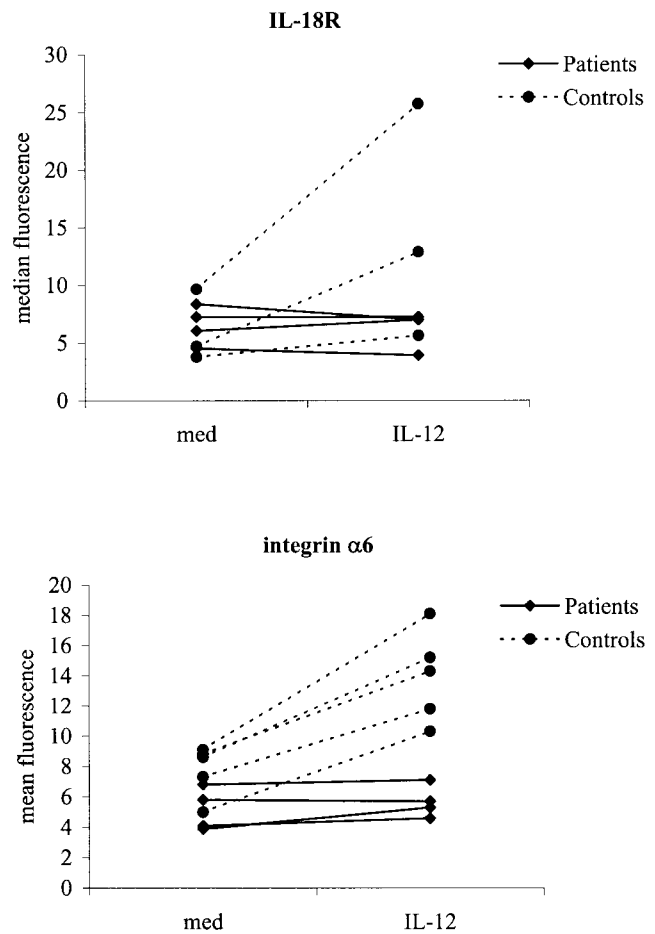 IL-18R
30
25
20
15
10
5
0
median fluorescence
med
IL-12
Patients
Controls
integrin α6
20
18
16
14
12
10
8
6
4
2
0
mean fluorescence
med
IL-12
Patients
Controls